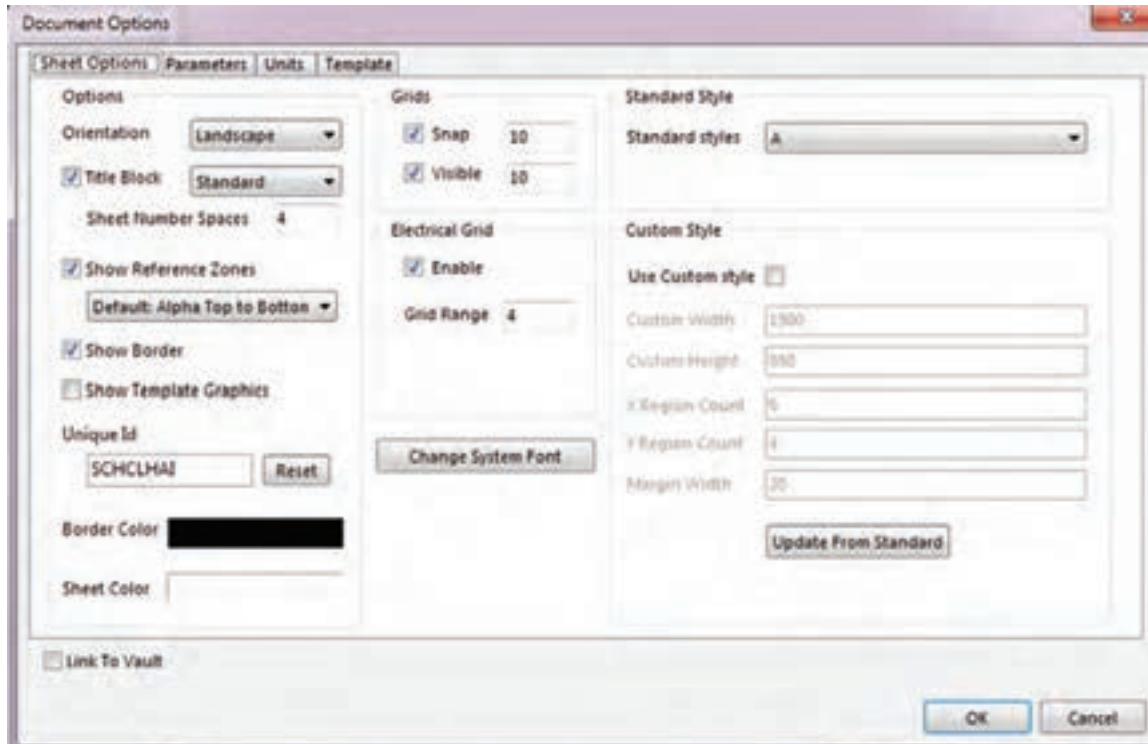 Document Options
Sheet Options Parameters Units Template
Options
Orientation Landscape
Title Block Standard
Sheet Number Spaces 4
Show Reference Zones
Default: Alpha Top to Botton
Show Border
Show Template Graphics
Unique Id
SCHCLHAI Reset
Border Color
Sheet Color
Grids
Snap 10
Visible 10
Electrical Grid
Enable
Grid Range 4
Change System Font
Standard Style
Standard styles A
Custom Style
Use Custom style
Custom Width 1500
Custom Height 950
X Region Count 6
Y Region Count 4
Margin Width 20
Update From Standard
Link To Vault
OK Cancel